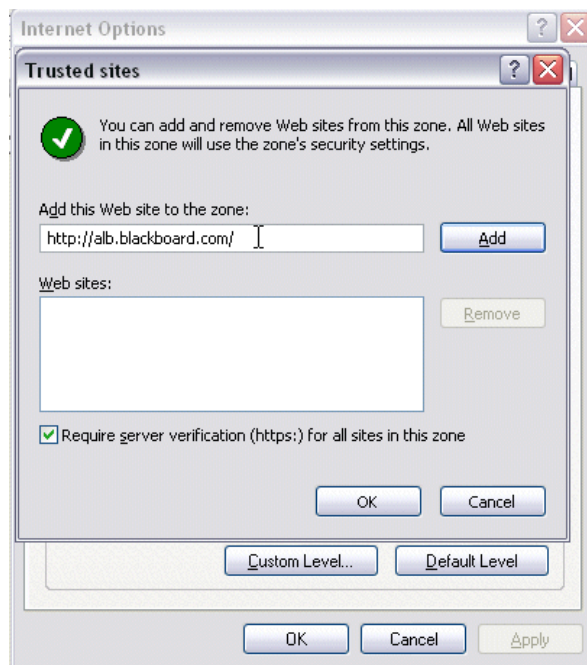 Internet Options
Trusted sites
You can add and remove Web sites from this zone. All Web sites
in this zone will use the zone's security settings.
Add this Web site to the zone:
http://alb.blackboard.com/
Add
Web sites:
Remove
Require server verification (https:) for all sites in this zone
OK Cancel
Custom Level... Default Level
OK Cancel Apply